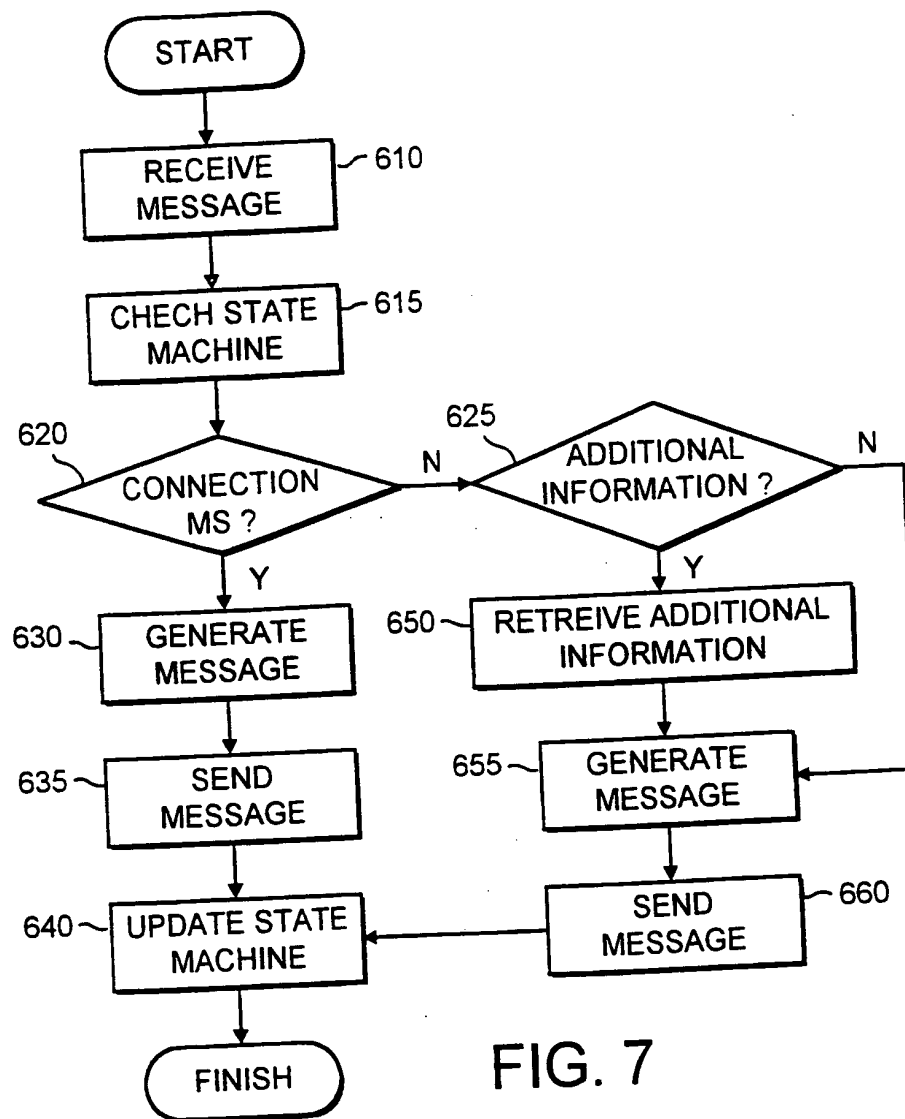 START
RECEIVE
MESSAGE
610
CHECH STATE
MACHINE
615
620
CONNECTION
MS ?
N
Y
625
ADDITIONAL
INFORMATION ?
N
Y
630
GENERATE
MESSAGE
650
RETREIVE ADDITIONAL
INFORMATION
635
SEND
MESSAGE
655
GENERATE
MESSAGE
640
UPDATE STATE
MACHINE
SEND
MESSAGE
660
FINISH
FIG. 7